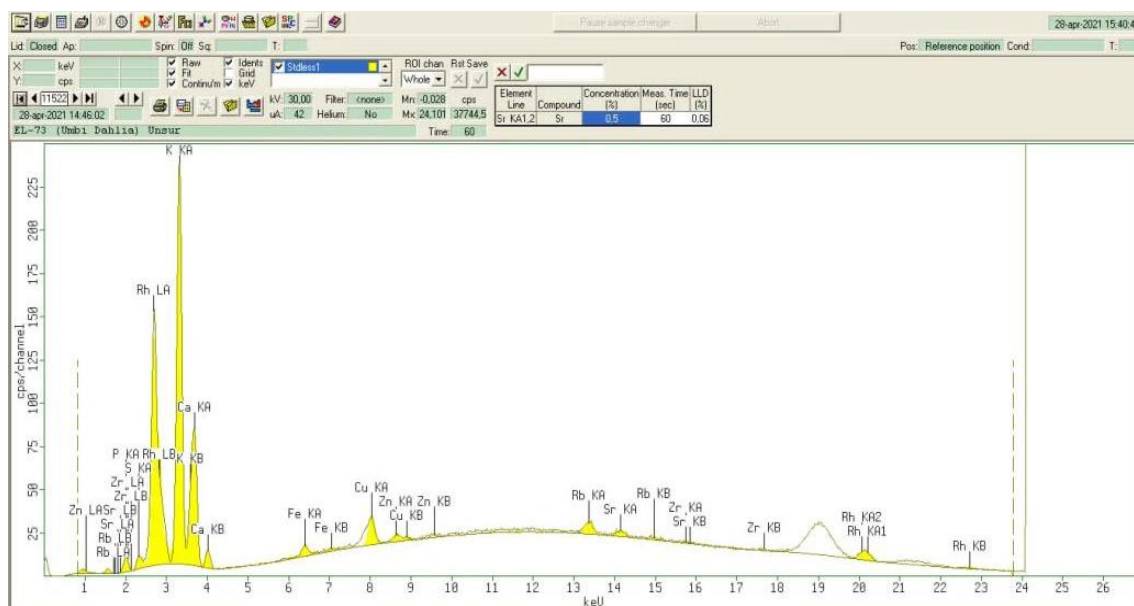 Pause sample changer Abort 28-apr-2021 15:40:4
Lid: Closed Ap: Spin: Off Sq: T: Pos: Reference position Cond: T:
X: keV Raw Idents Stdless1 ROI chan Rst Save
Y: cps Fit Grid Whole
Continu/m keV
11522 kV: 30,00 Filter: <none> Mn: -0,028 cps
28-apr-2021 14:46:02 uA: 42 Helium: No Mx: 24,101 37744,5
EL-73 (Umbi Dahlia) Unsur Time: 60
Element Line Compound Concentration (%) Meas. Time (sec) LLD (%)
Sr KA1,2 Sr 0,5 60 0,06
K KA
225
200
175
Rh LA
150
125
cps/channel
100
Ca KA
75
P KA Rh LB K KB
S KA
Zr LA
Zr LB
50
Zn LA Sr LB
Sr LA
Rb LB
Rb LA
25
Ca KB
Fe KA
Fe KB
Cu KA
Zn KA Zn KB
Cu KB
Rb KA
Sr KA
Rb KB
Zr KA
Sr KB
Zr KB
Rh KA2
Rh KA1
Rh KB
1 2 3 4 5 6 7 8 9 10 11 12 13 14 15 16 17 18 19 20 21 22 23 24 25 26
keV